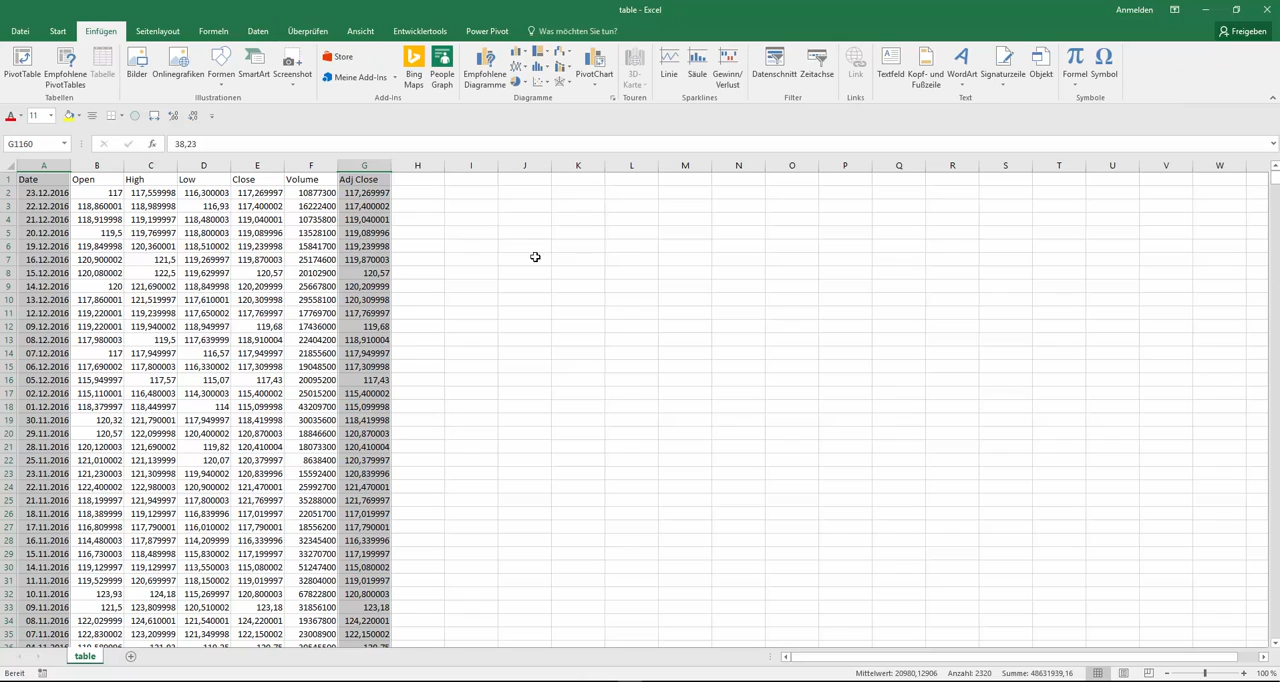 table - Excel
Anmelden
Datei Start Einfügen Seitenlayout Formeln Daten Überprüfen Ansicht Entwicklertools Power Pivot Was möchten Sie tun? Freigeben
PivotTable Empfohlene PivotTables Tabelle Bilder Onlinegrafiken Formen SmartArt Screenshot Store Meine Add-Ins Bing Maps People Graph Empfohlene Diagramme PivotChart 3D-Karte Linie Säule Gewinn/Verlust Datenschnitt Zeitachse Link Textfeld Kopf- und Fußzeile WordArt Signaturzeile Objekt Formel Symbol
Tabellen Illustrationen Add-Ins Diagramme Touren Sparklines Filter Links Text Symbole
11
G1160 38,23
A B C D E F G H I J K L M N O P Q R S T U V W
1 Date Open High Low Close Volume Adj Close
2 23.12.2016 117 117,559998 116,300003 117,269997 10877300 117,269997
3 22.12.2016 118,860001 118,989998 116,93 117,400002 16222400 117,400002
4 21.12.2016 118,919998 119,199997 118,480003 119,040001 10735800 119,040001
5 20.12.2016 119,5 119,769998 118,800003 119,089996 13528100 119,089996
6 19.12.2016 119,849998 120,360001 118,510002 119,239998 15841700 119,239998
7 16.12.2016 120,900002 121,5 119,269997 119,870003 25174600 119,870003
8 15.12.2016 120,080002 122,5 119,629997 120,57 20102900 120,57
9 14.12.2016 120 121,690002 118,849998 120,209999 25667800 120,209999
10 13.12.2016 117,860001 121,519997 117,610001 120,309998 29558100 120,309998
11 12.12.2016 119,220001 119,239998 117,650002 117,769997 17769700 117,769997
12 09.12.2016 119,220001 119,940002 118,949997 119,68 17436000 119,68
13 08.12.2016 117,980003 119,5 117,639999 118,910004 22404200 118,910004
14 07.12.2016 117 117,949997 116,57 117,949997 21855600 117,949997
15 06.12.2016 117,690002 117,800003 116,330002 117,309998 19048500 117,309998
16 05.12.2016 115,949997 117,57 115,07 117,43 20095200 117,43
17 02.12.2016 115,110001 116,480003 114,300003 115,400002 25015200 115,400002
18 01.12.2016 118,379997 118,449997 114 115,099998 43209700 115,099998
19 30.11.2016 120,32 121,790001 117,949997 118,419998 30035600 118,419998
20 29.11.2016 120,57 122,099998 120,400002 120,870003 18846600 120,870003
21 28.11.2016 120,120003 121,690002 119,82 120,410004 18073300 120,410004
22 25.11.2016 121,010002 121,139999 120,07 120,379997 8638400 120,379997
23 23.11.2016 121,230003 121,309998 119,940002 120,839996 15592400 120,839996
24 22.11.2016 122,400002 122,980003 120,900002 121,470001 25992700 121,470001
25 21.11.2016 118,199997 121,949997 117,800003 121,769997 35288000 121,769997
26 18.11.2016 118,389999 119,129997 116,839996 117,019997 22051700 117,019997
27 17.11.2016 116,809998 117,790001 116,010002 117,790001 18556200 117,790001
28 16.11.2016 114,480003 117,879997 114,209999 116,339996 32345400 116,339996
29 15.11.2016 116,730003 118,489998 115,830002 117,199997 33270700 117,199997
30 14.11.2016 119,129997 119,129997 113,550003 115,080002 51247400 115,080002
31 11.11.2016 119,529999 120,699997 118,150002 119,019997 32804000 119,019997
32 10.11.2016 123,93 124,18 115,269997 120,800003 67822800 120,800003
33 09.11.2016 121,5 123,809998 120,510002 123,18 31856100 123,18
34 08.11.2016 122,029999 124,610001 121,540001 124,220001 19367800 124,220001
35 07.11.2016 122,830002 123,209999 121,349998 122,150002 23008900 122,150002
table
Bereit Mittelwert: 20980,12906 Anzahl: 2320 Summe: 48631939,16 100 %